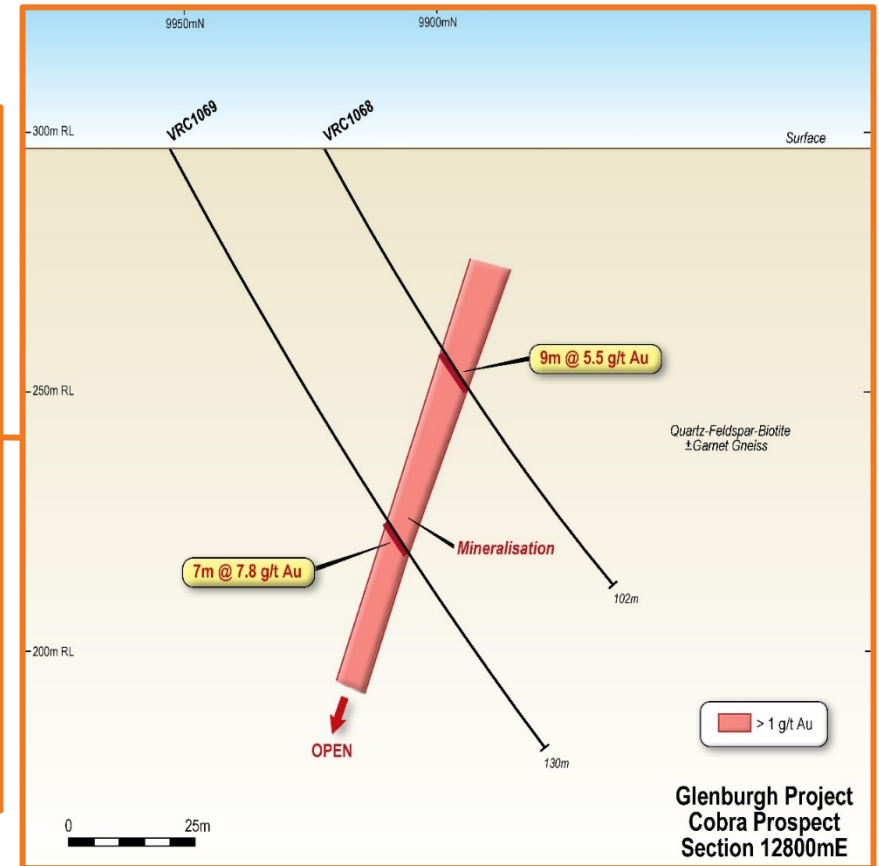 9950mN
9900mN
VRC1069
VRC1068
300m RL
Surface
9m @ 5.5 g/t Au
250m RL
Quartz-Feldspar-Biotite
±Garnet Gneiss
Mineralisation
7m @ 7.8 g/t Au
102m
200m RL
> 1 g/t Au
OPEN
130m
Glenburgh Project
Cobra Prospect
Section 12800mE
0 25m